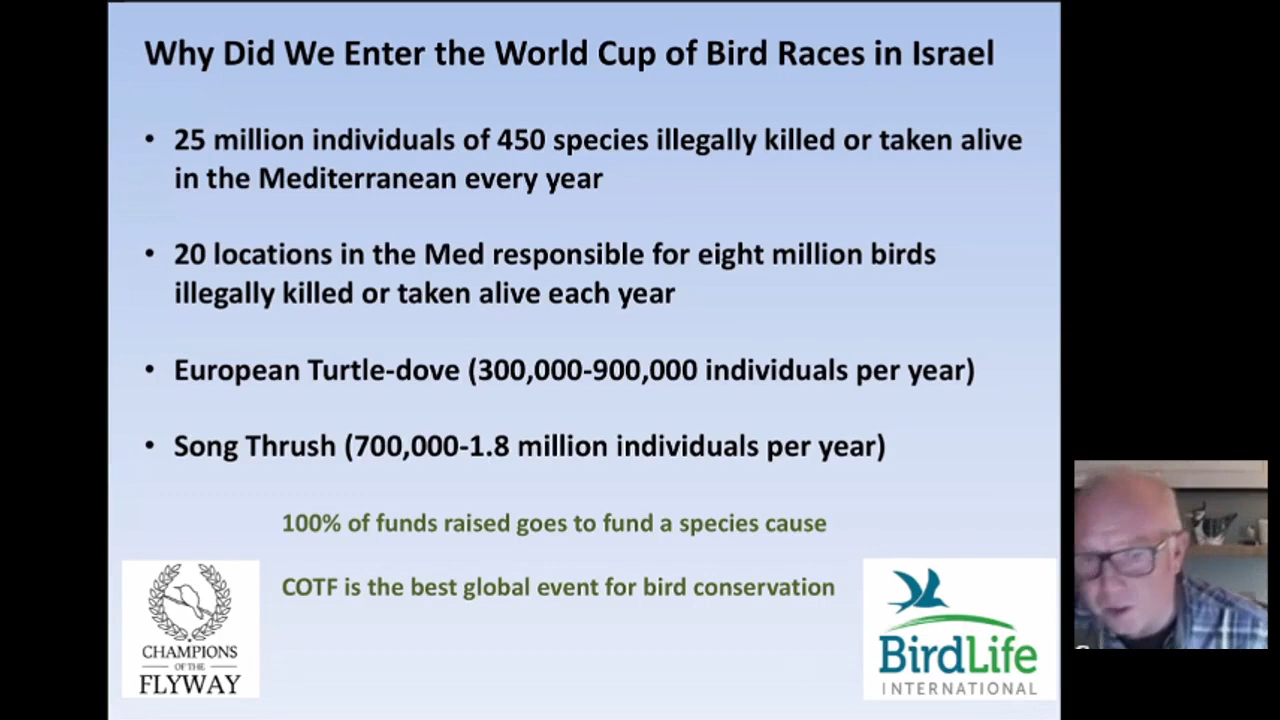 Why Did We Enter the World Cup of Bird Races in Israel
• 25 million individuals of 450 species illegally killed or taken alive
in the Mediterranean every year
• 20 locations in the Med responsible for eight million birds
illegally killed or taken alive each year
• European Turtle-dove (300,000-900,000 individuals per year)
• Song Thrush (700,000-1.8 million individuals per year)
100% of funds raised goes to fund a species cause
COTF is the best global event for bird conservation
CHAMPIONS
OF THE
FLYWAY
BirdLife
INTERNATIONAL